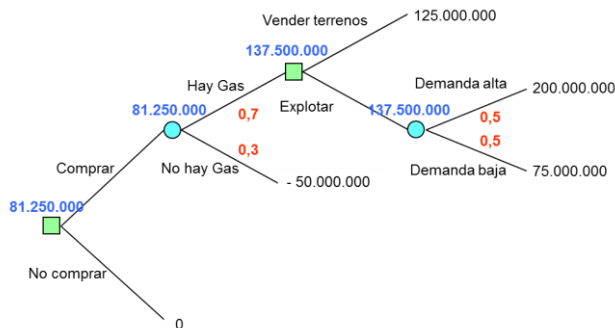 Vender terrenos
125.000.000
137.500.000
Hay Gas
Demanda alta
200.000.000
81.250.000
0,7
Explotar
137.500.000
0,5
0,5
0,3
Comprar
No hay Gas
Demanda baja
75.000.000
- 50.000.000
81.250.000
No comprar
0